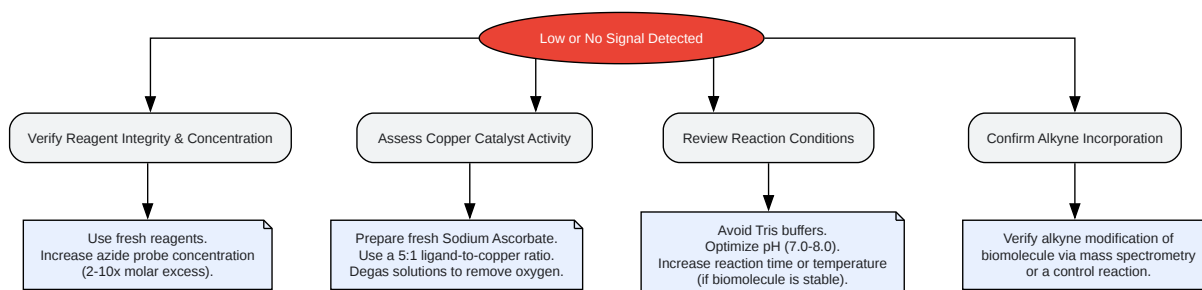 Low or No Signal Detected
Verify Reagent Integrity & Concentration
Assess Copper Catalyst Activity
Review Reaction Conditions
Confirm Alkyne Incorporation
Use fresh reagents.
Increase azide probe concentration
(2-10x molar excess).
Prepare fresh Sodium Ascorbate.
Use a 5:1 ligand-to-copper ratio.
Degas solutions to remove oxygen.
Avoid Tris buffers.
Optimize pH (7.0-8.0).
Increase reaction time or temperature
(if biomolecule is stable).
Verify alkyne modification of
biomolecule via mass spectrometry
or a control reaction.